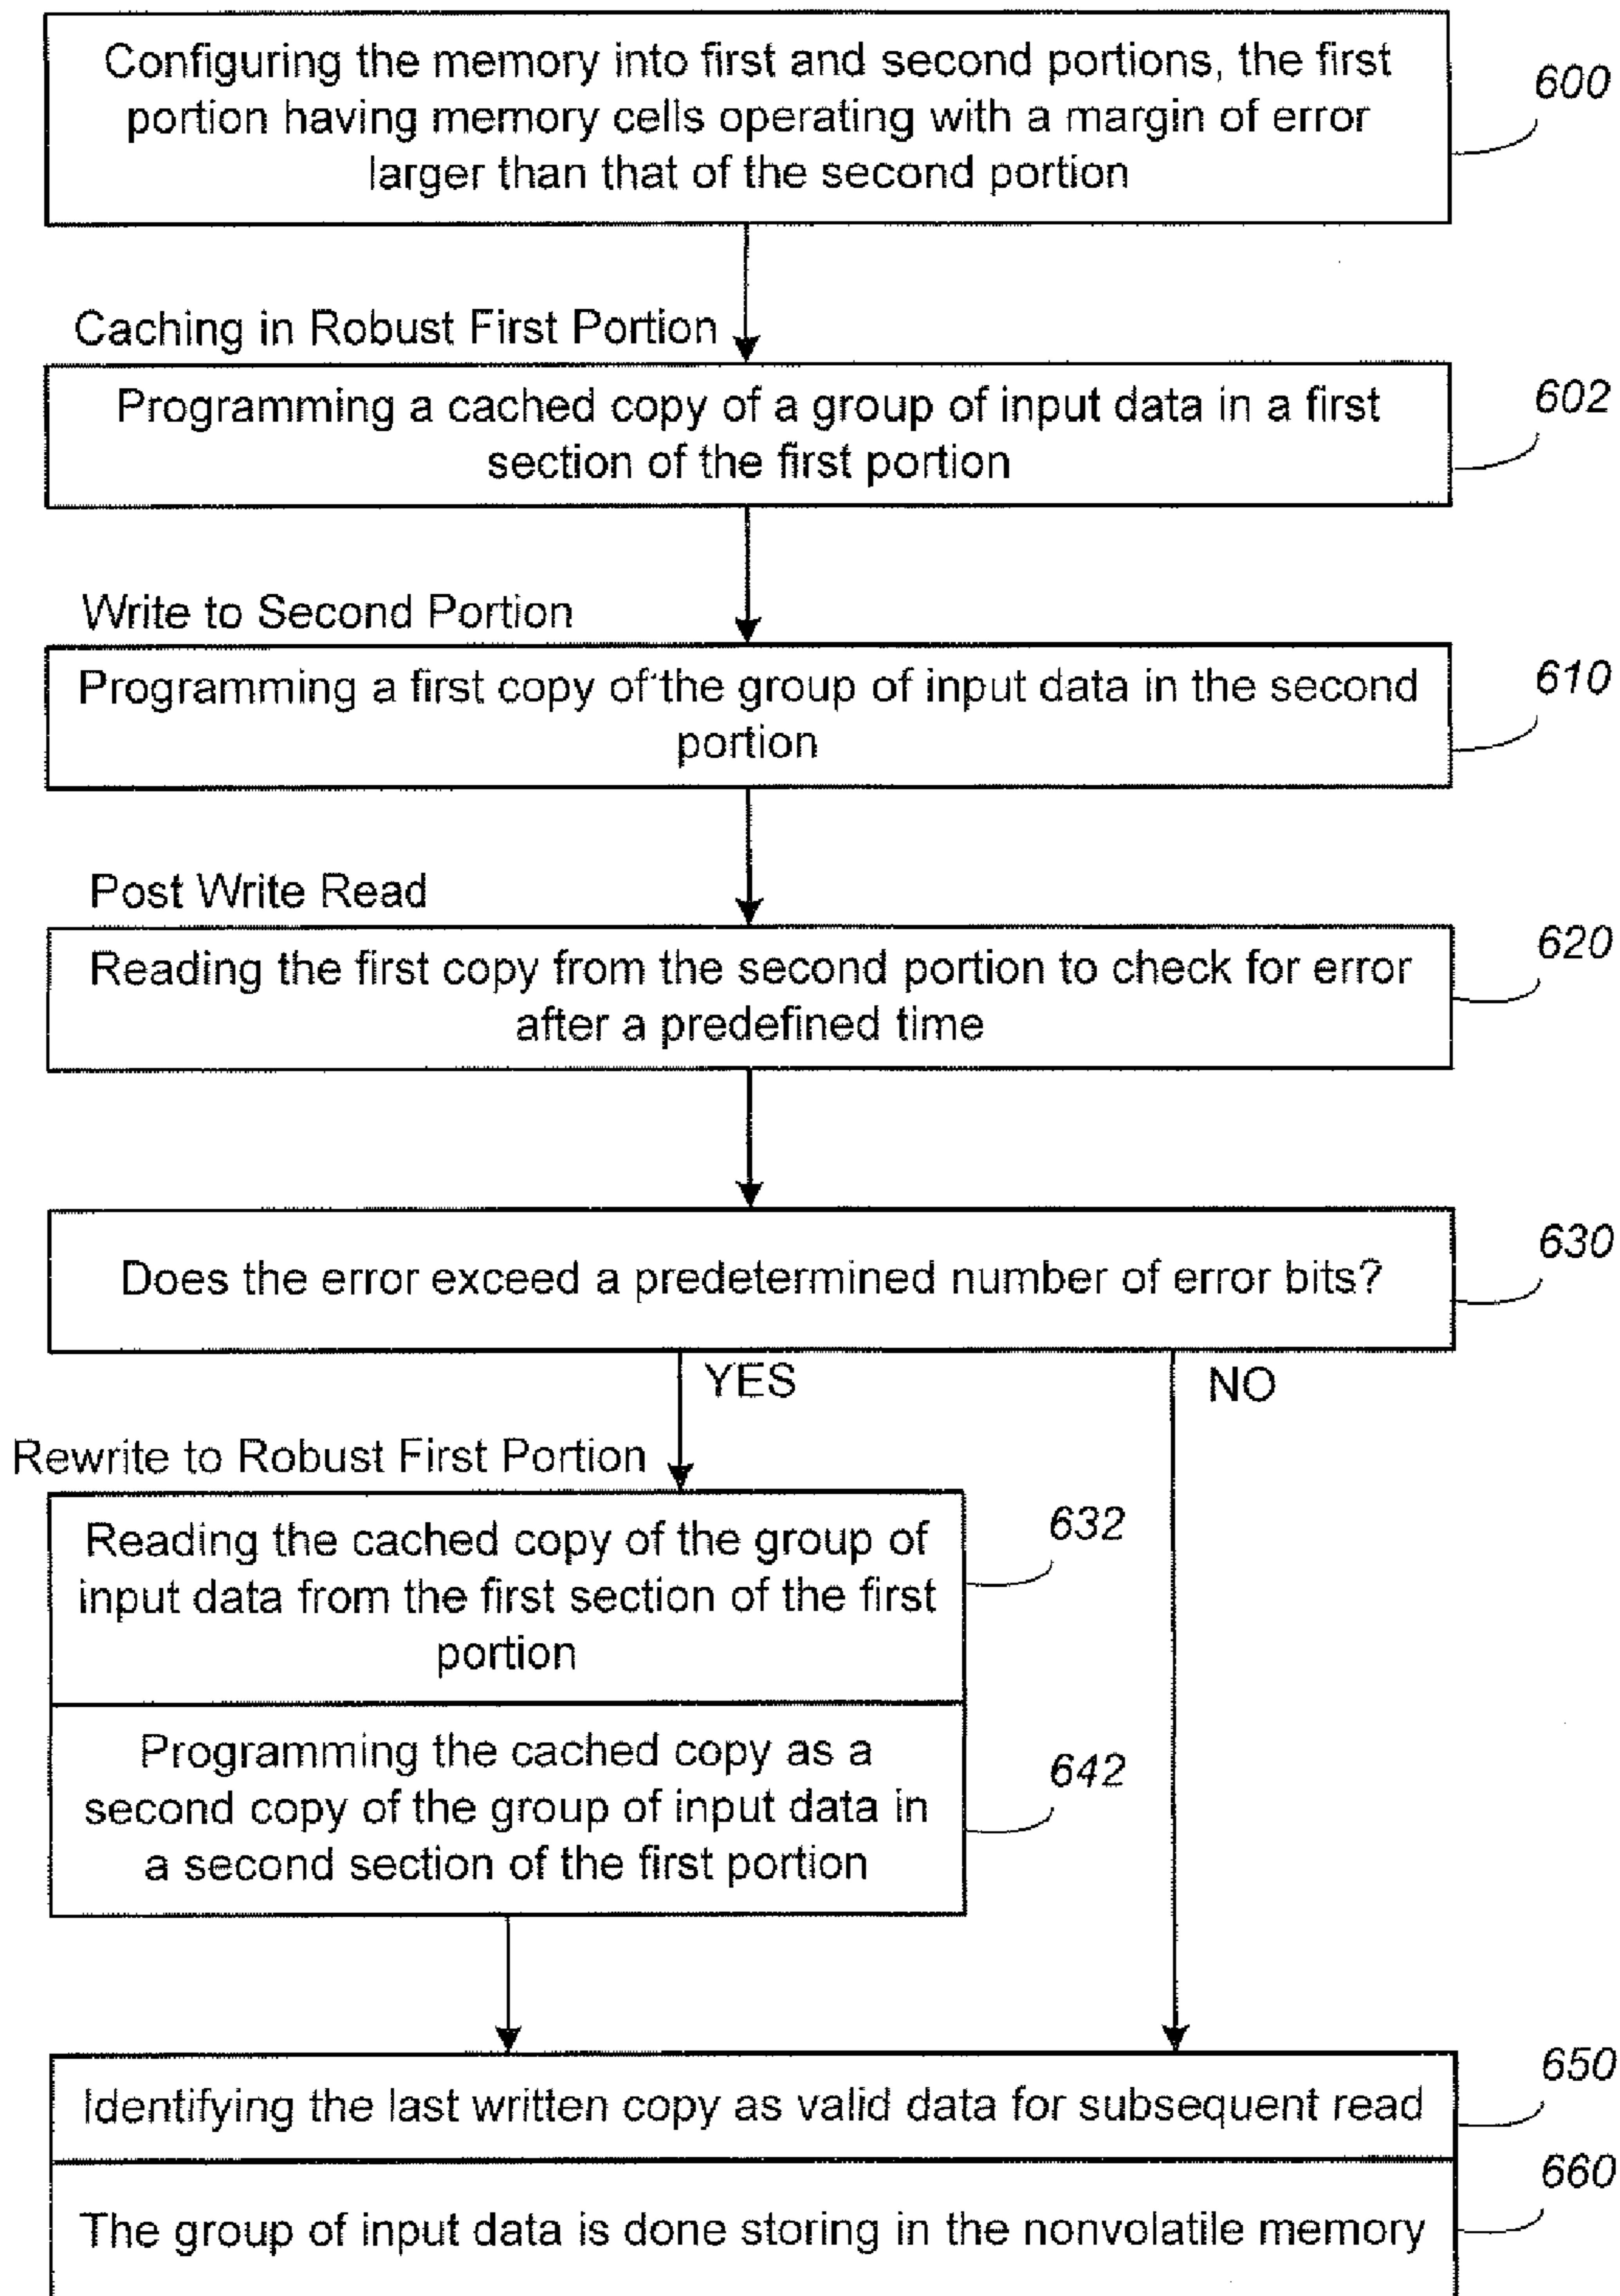 Configuring the memory into first and second portions, the first
portion having memory cells operating with a margin of error
larger than that of the second portion
600
Caching in Robust First Portion
Programming a cached copy of a group of input data in a first
section of the first portion
602
Write to Second Portion
Programming a first copy of the group of input data in the second
portion
610
Post Write Read
Reading the first copy from the second portion to check for error
after a predefined time
620
Does the error exceed a predetermined number of error bits?
630
YES
NO
Rewrite to Robust First Portion
Reading the cached copy of the group of
input data from the first section of the first
portion
632
Programming the cached copy as a
second copy of the group of input data in
a second section of the first portion
642
Identifying the last written copy as valid data for subsequent read
650
The group of input data is done storing in the nonvolatile memory
660